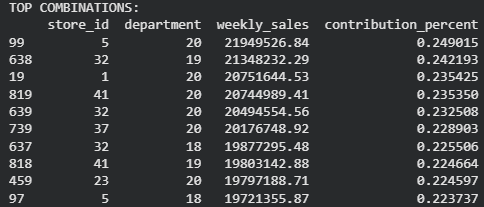 TOP COMBINATIONS:
store_id department weekly_sales contribution_percent
99 5 20 21949526.84 0.249015
638 32 19 21348232.29 0.242193
19 1 20 20751644.53 0.235425
819 41 20 20744989.41 0.235350
639 32 20 20494554.56 0.232508
739 37 20 20176748.92 0.228903
637 32 18 19877295.48 0.225506
818 41 19 19803142.88 0.224664
459 23 20 19797188.71 0.224597
97 5 18 19721355.87 0.223737